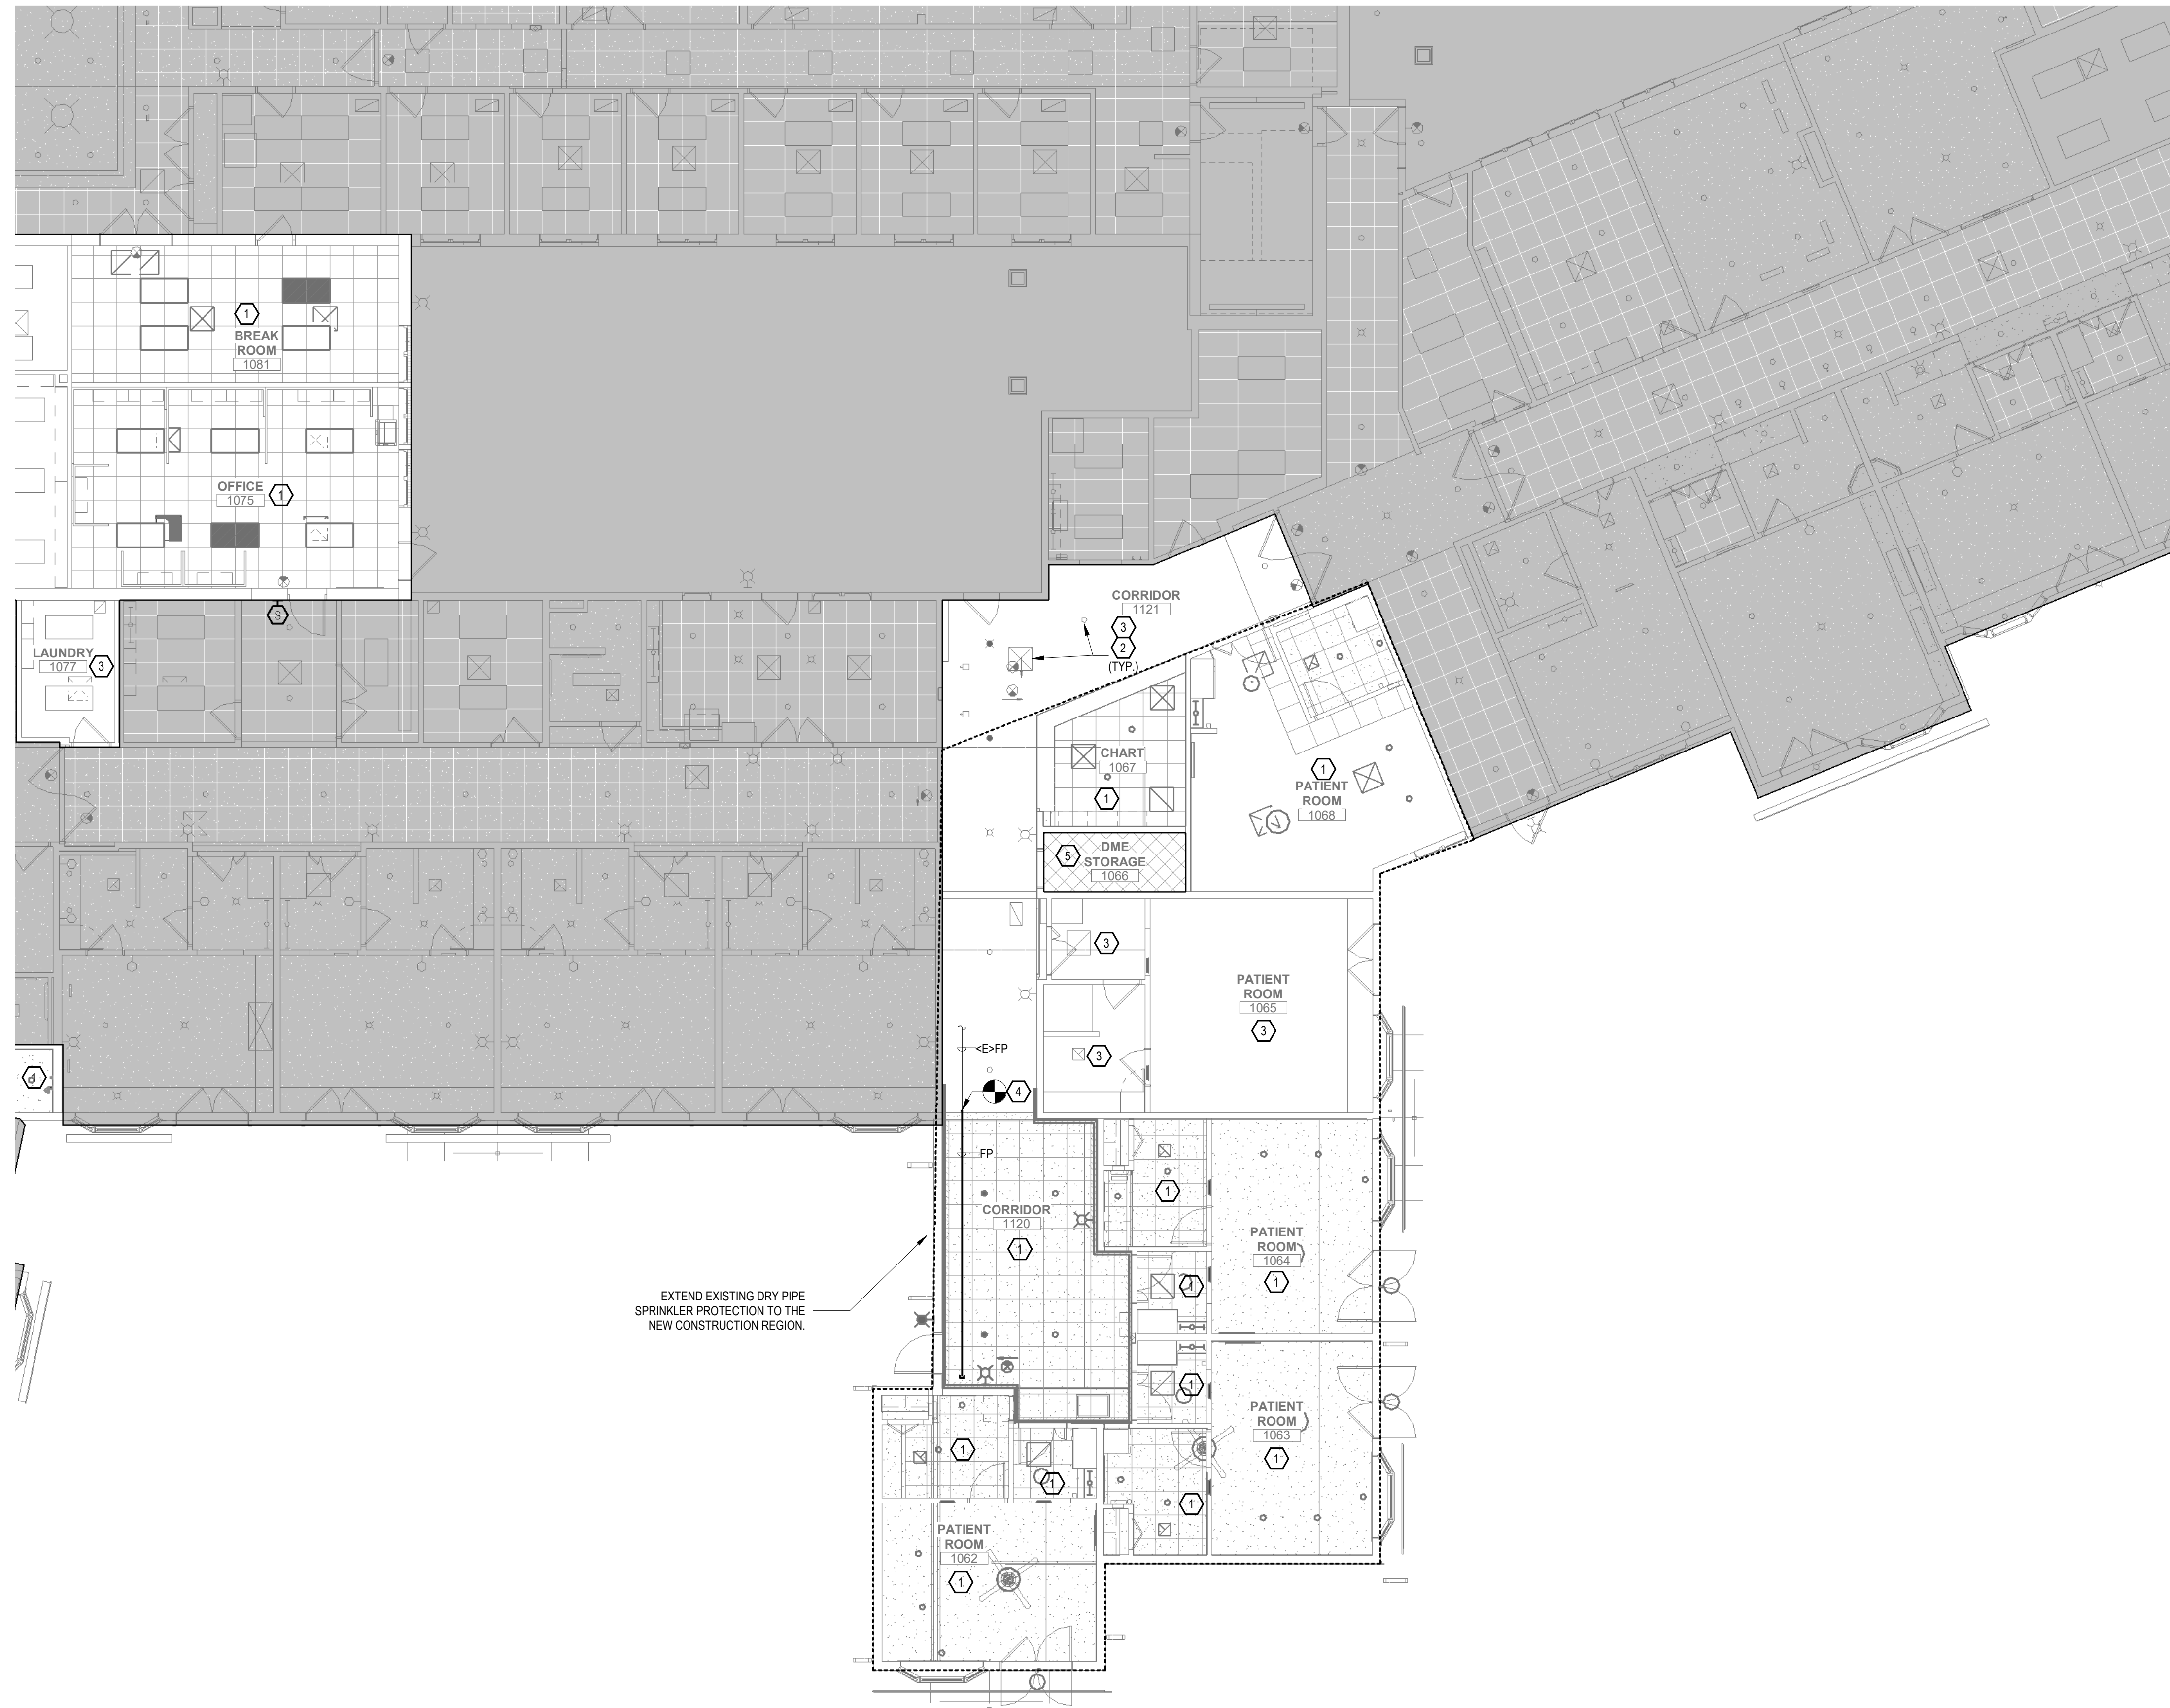 1
BREAK
ROOM
1081
OFFICE
1075
1
S
LAUNDRY
1077
3
CORRIDOR
1121
3
2
(TYP.)
CHART
1067
1
1
PATIENT
ROOM
1068
5
DME
STORAGE
1066
3
PATIENT
ROOM
1065
3
3
<E>FP
4
4
FP
1
CORRIDOR
1120
1
PATIENT
ROOM
1064
1
1
EXTEND EXISTING DRY PIPE
SPRINKLER PROTECTION TO THE
NEW CONSTRUCTION REGION.
1
PATIENT
ROOM
1063
1
1
1
1
PATIENT
ROOM
1062
1